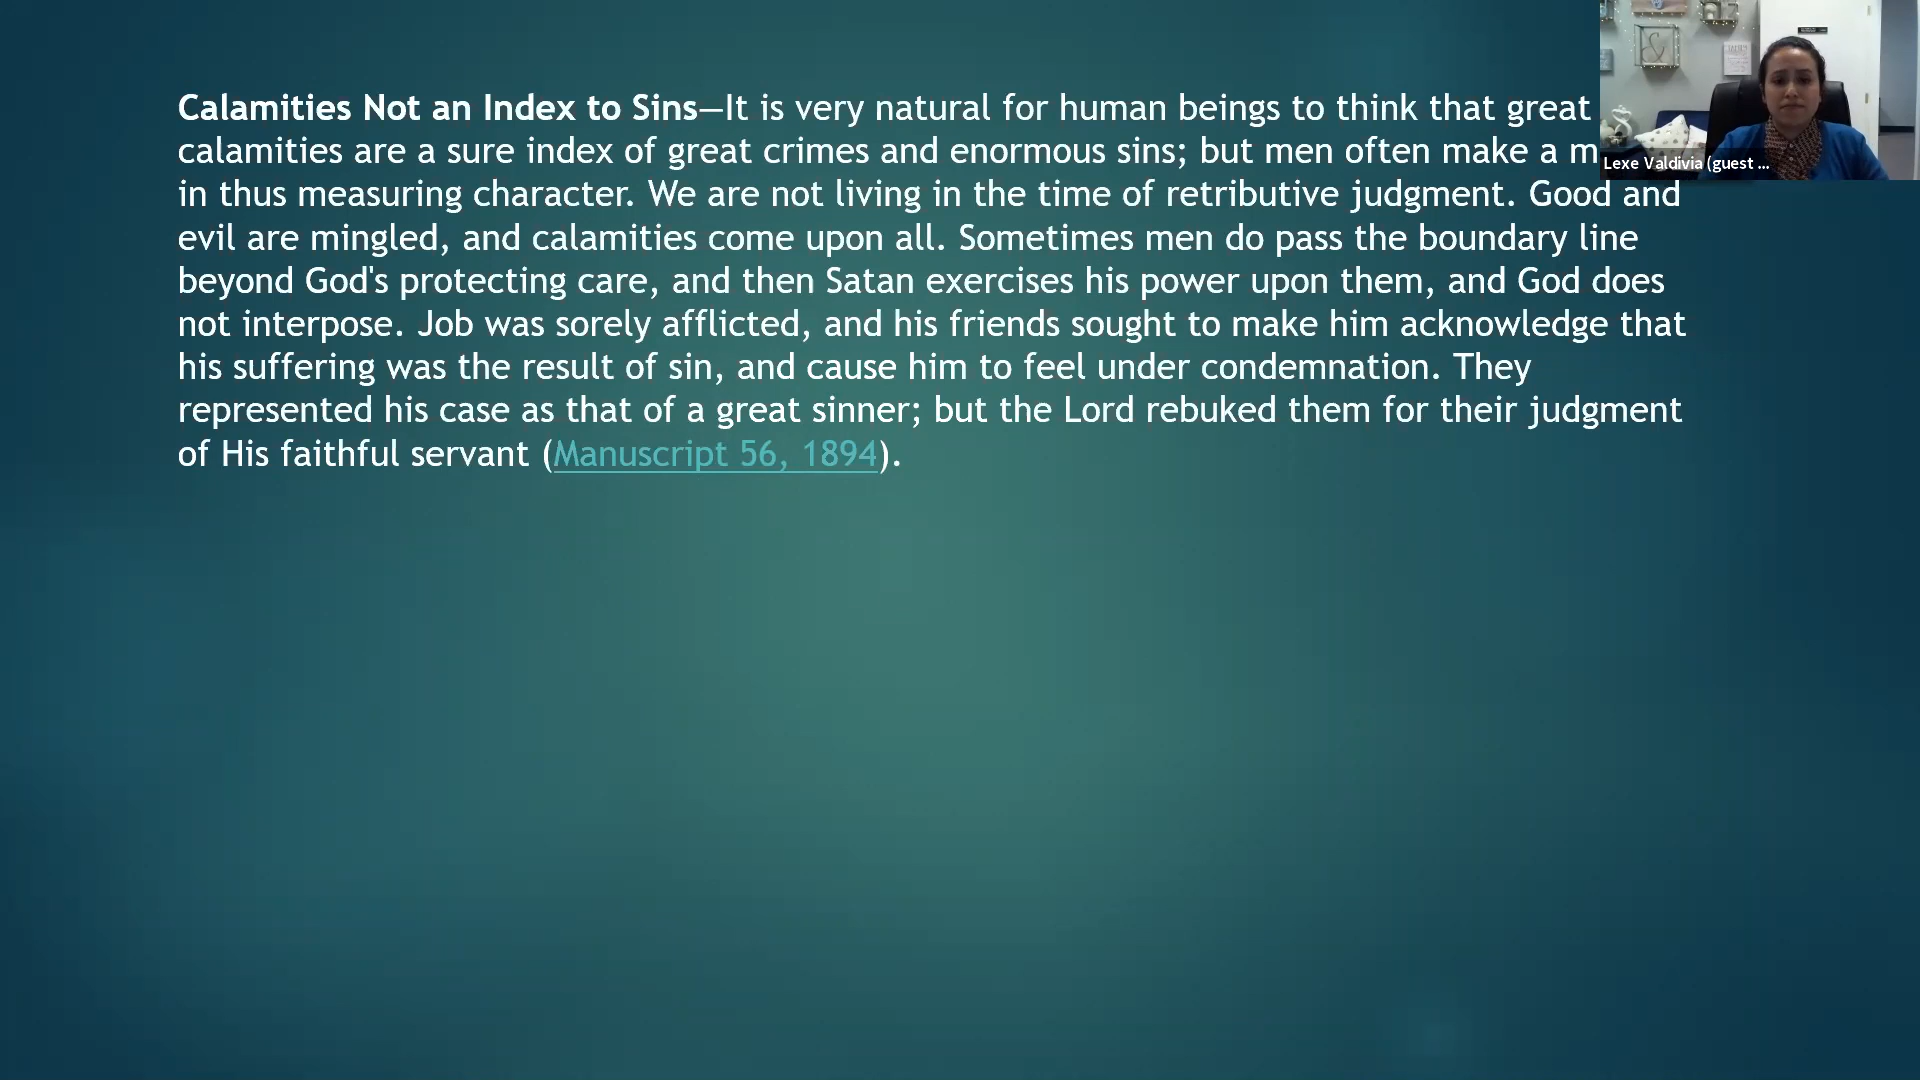 Calamities Not an Index to Sins—It is very natural for human beings to think that great
calamities are a sure index of great crimes and enormous sins; but men often make a m
in thus measuring character. We are not living in the time of retributive judgment. Good and
evil are mingled, and calamities come upon all. Sometimes men do pass the boundary line
beyond God's protecting care, and then Satan exercises his power upon them, and God does
not interpose. Job was sorely afflicted, and his friends sought to make him acknowledge that
his suffering was the result of sin, and cause him to feel under condemnation. They
represented his case as that of a great sinner; but the Lord rebuked them for their judgment
of His faithful servant (Manuscript 56, 1894).
Lexe Valdivia (guest ...
&